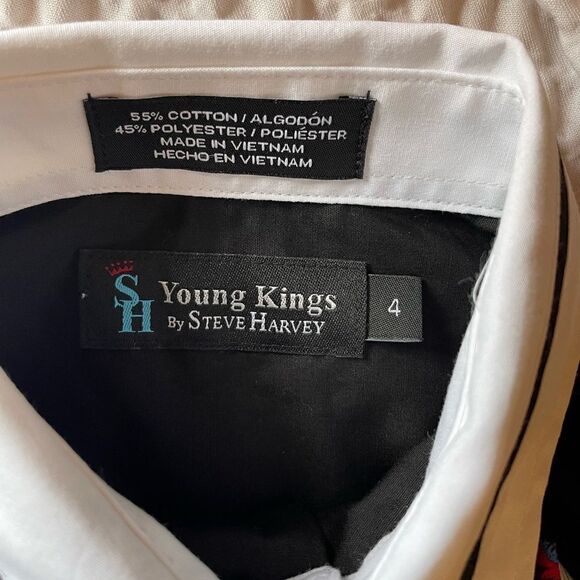 55% COTTON / ALGODÓN
45% POLYESTER / POLIÉSTER
MADE IN VIETNAM
HECHO EN VIETNAM
SH
Young Kings
BY STEVE HARVEY
4